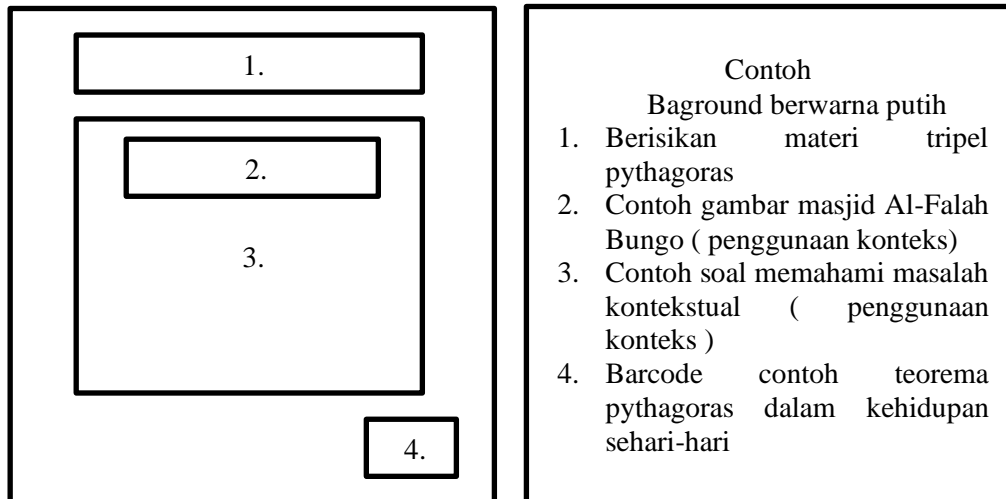 1.
2.
3.
4.
Contoh
Baground berwarna putih
1. Berisikan materi tripel
pythagoras
2. Contoh gambar masjid Al-Falah
Bungo ( penggunaan konteks)
3. Contoh soal memahami masalah
kontekstual ( penggunaan
konteks )
4. Barcode contoh teorema
pythagoras dalam kehidupan
sehari-hari